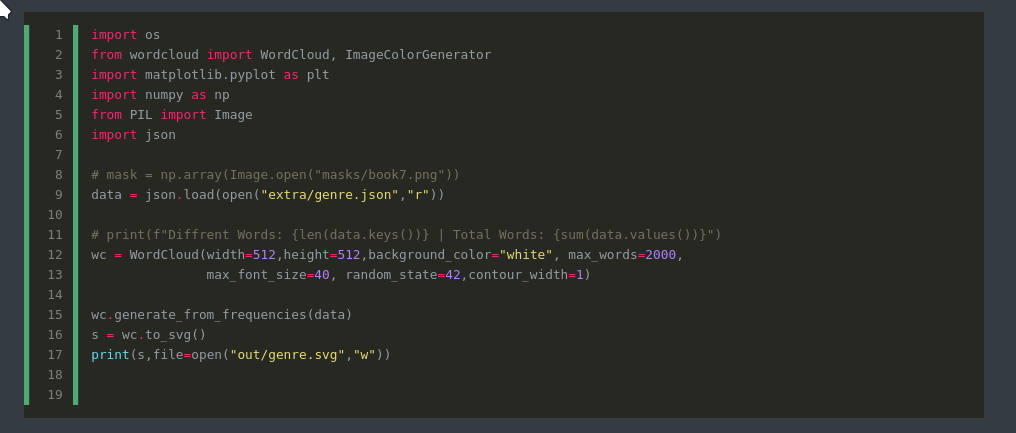 1 import os
2 from wordcloud import WordCloud, ImageColorGenerator
3 import matplotlib.pyplot as plt
4 import numpy as np
5 from PIL import Image
6 import json
7
8 # mask = np.array(Image.open("masks/book7.png"))
9 data = json.load(open("extra/genre.json","r"))
10
11 # print(f"Diffrent Words: {len(data.keys())} | Total Words: {sum(data.values())}")
12 wc = WordCloud(width=512,height=512,background_color="white", max_words=2000,
13                max_font_size=40, random_state=42,contour_width=1)
14
15 wc.generate_from_frequencies(data)
16 s = wc.to_svg()
17 print(s,file=open("out/genre.svg","w"))
18
19